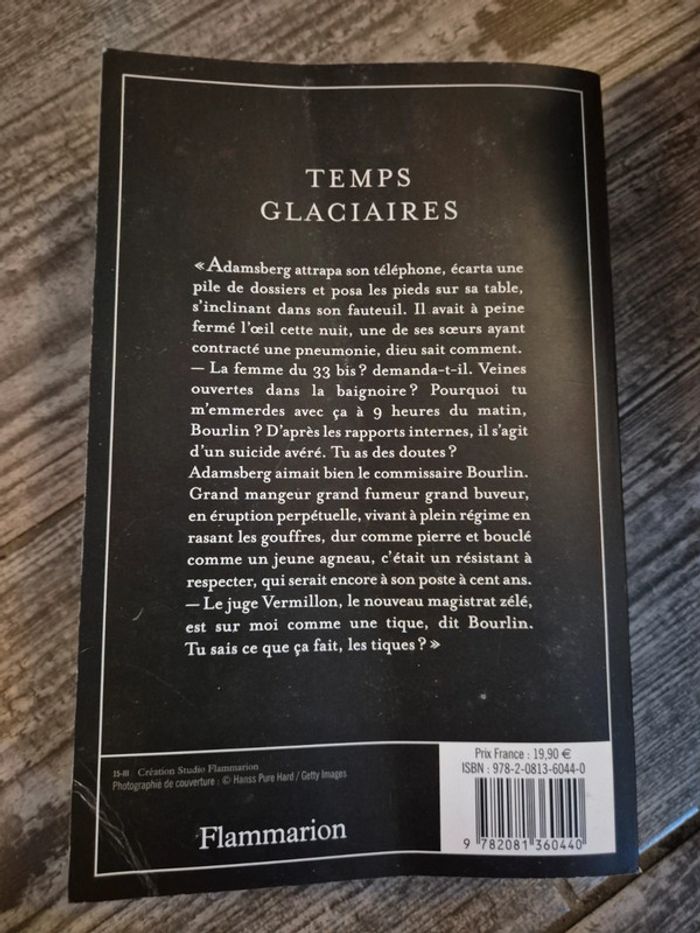 TEMPS
GLACIAIRES
« Adamsberg attrapa son téléphone, écarta une
pile de dossiers et posa les pieds sur sa table,
s'inclinant dans son fauteuil. Il avait à peine
fermé l'œil cette nuit, une de ses sœurs ayant
contracté une pneumonie, dieu sait comment.
— La femme du 33 bis ? demanda-t-il. Veines
ouvertes dans la baignoire ? Pourquoi tu
m'emmerdes avec ça à 9 heures du matin,
Bourlin ? D'après les rapports internes, il s'agit
d'un suicide avéré. Tu as des doutes ?
Adamsberg aimait bien le commissaire Bourlin.
Grand mangeur grand fumeur grand buveur,
en éruption perpétuelle, vivant à plein régime en
rasant les gouffres, dur comme pierre et bouclé
comme un jeune agneau, c'était un résistant à
respecter, qui serait encore à son poste à cent ans.
— Le juge Vermillon, le nouveau magistrat zélé,
est sur moi comme une tique, dit Bourlin.
Tu sais ce que ça fait, les tiques ? »
15-III Création Studio Flammarion
Photographie de couverture : © Hanss Pure Hard / Getty Images
Flammarion
Prix France : 19,90 €
ISBN : 978-2-0813-6044-0
9 782081 360440